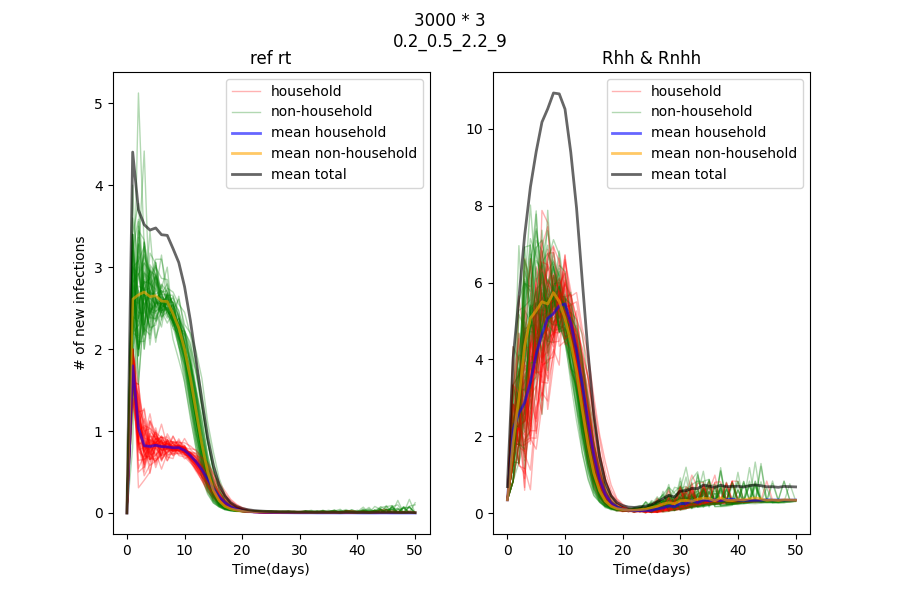 3000 * 3
0.2_0.5_2.2_9
ref rt
household
non-household
mean household
mean non-household
mean total
# of new infections
5
4
3
2
1
0
0 10 20 30 40 50
Time(days)
Rhh & Rnhh
household
non-household
mean household
mean non-household
mean total
10
8
6
4
2
0
0 10 20 30 40 50
Time(days)